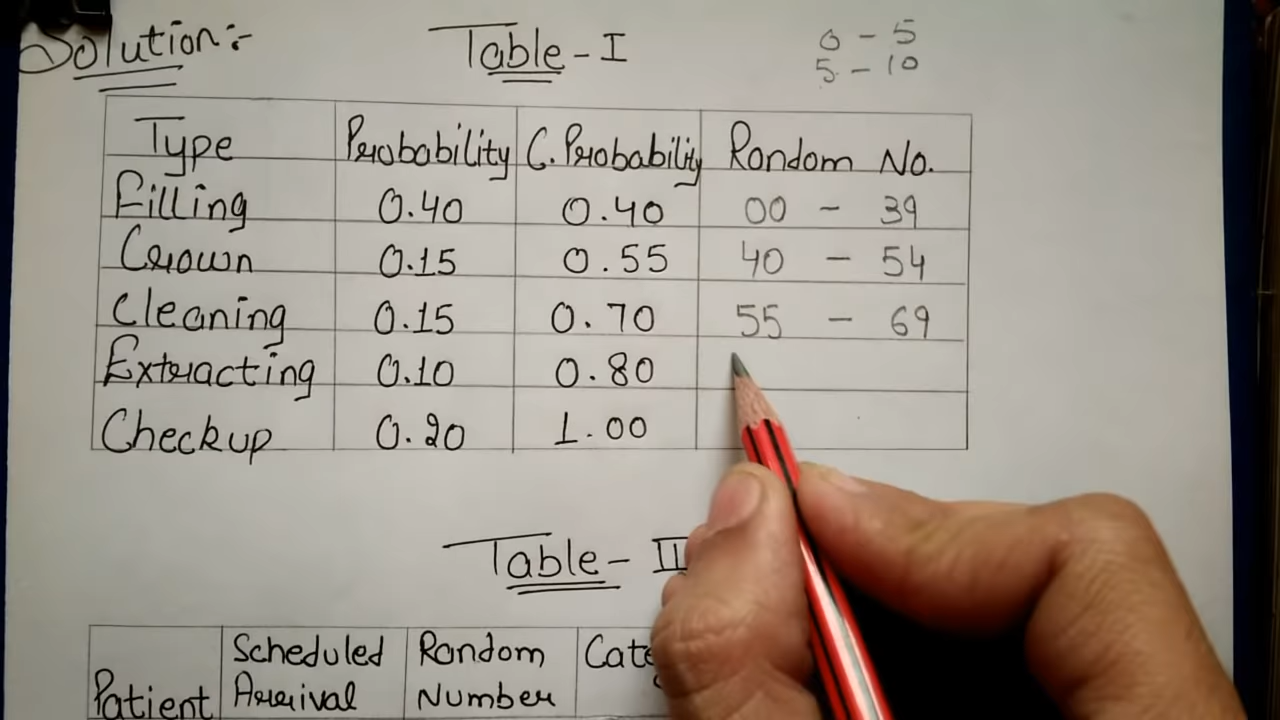 Solution:-
Table-I
0 - 5
5 - 10
Type Probability C. Probability Random No.
Filling 0.40 0.40 00 - 39
Crown 0.15 0.55 40 - 54
Cleaning 0.15 0.70 55 - 69
Extracting 0.10 0.80
Checkup 0.20 1.00
Table-II
Patient Scheduled Arrival Random Number